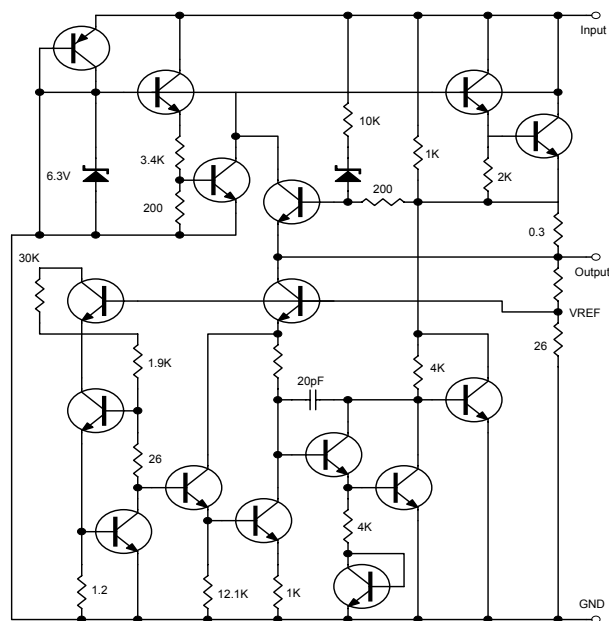 Input
10K
3.4K
1K
6.3V
2K
200
200
0.3
30K
Output
VREF
1.9K
26
20pF
4K
26
4K
1.2
12.1K
1K
GND